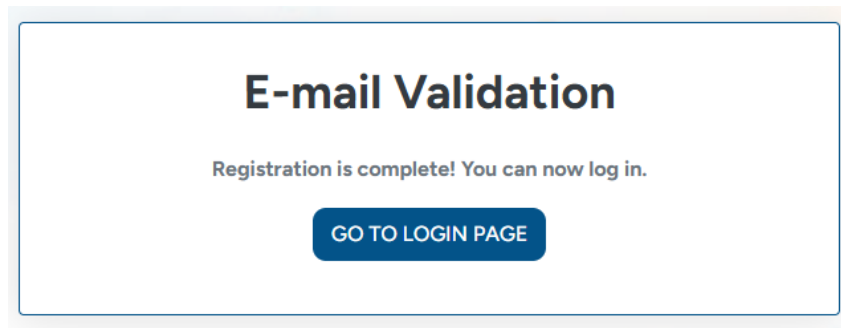 E-mail Validation
Registration is complete! You can now log in.
GO TO LOGIN PAGE